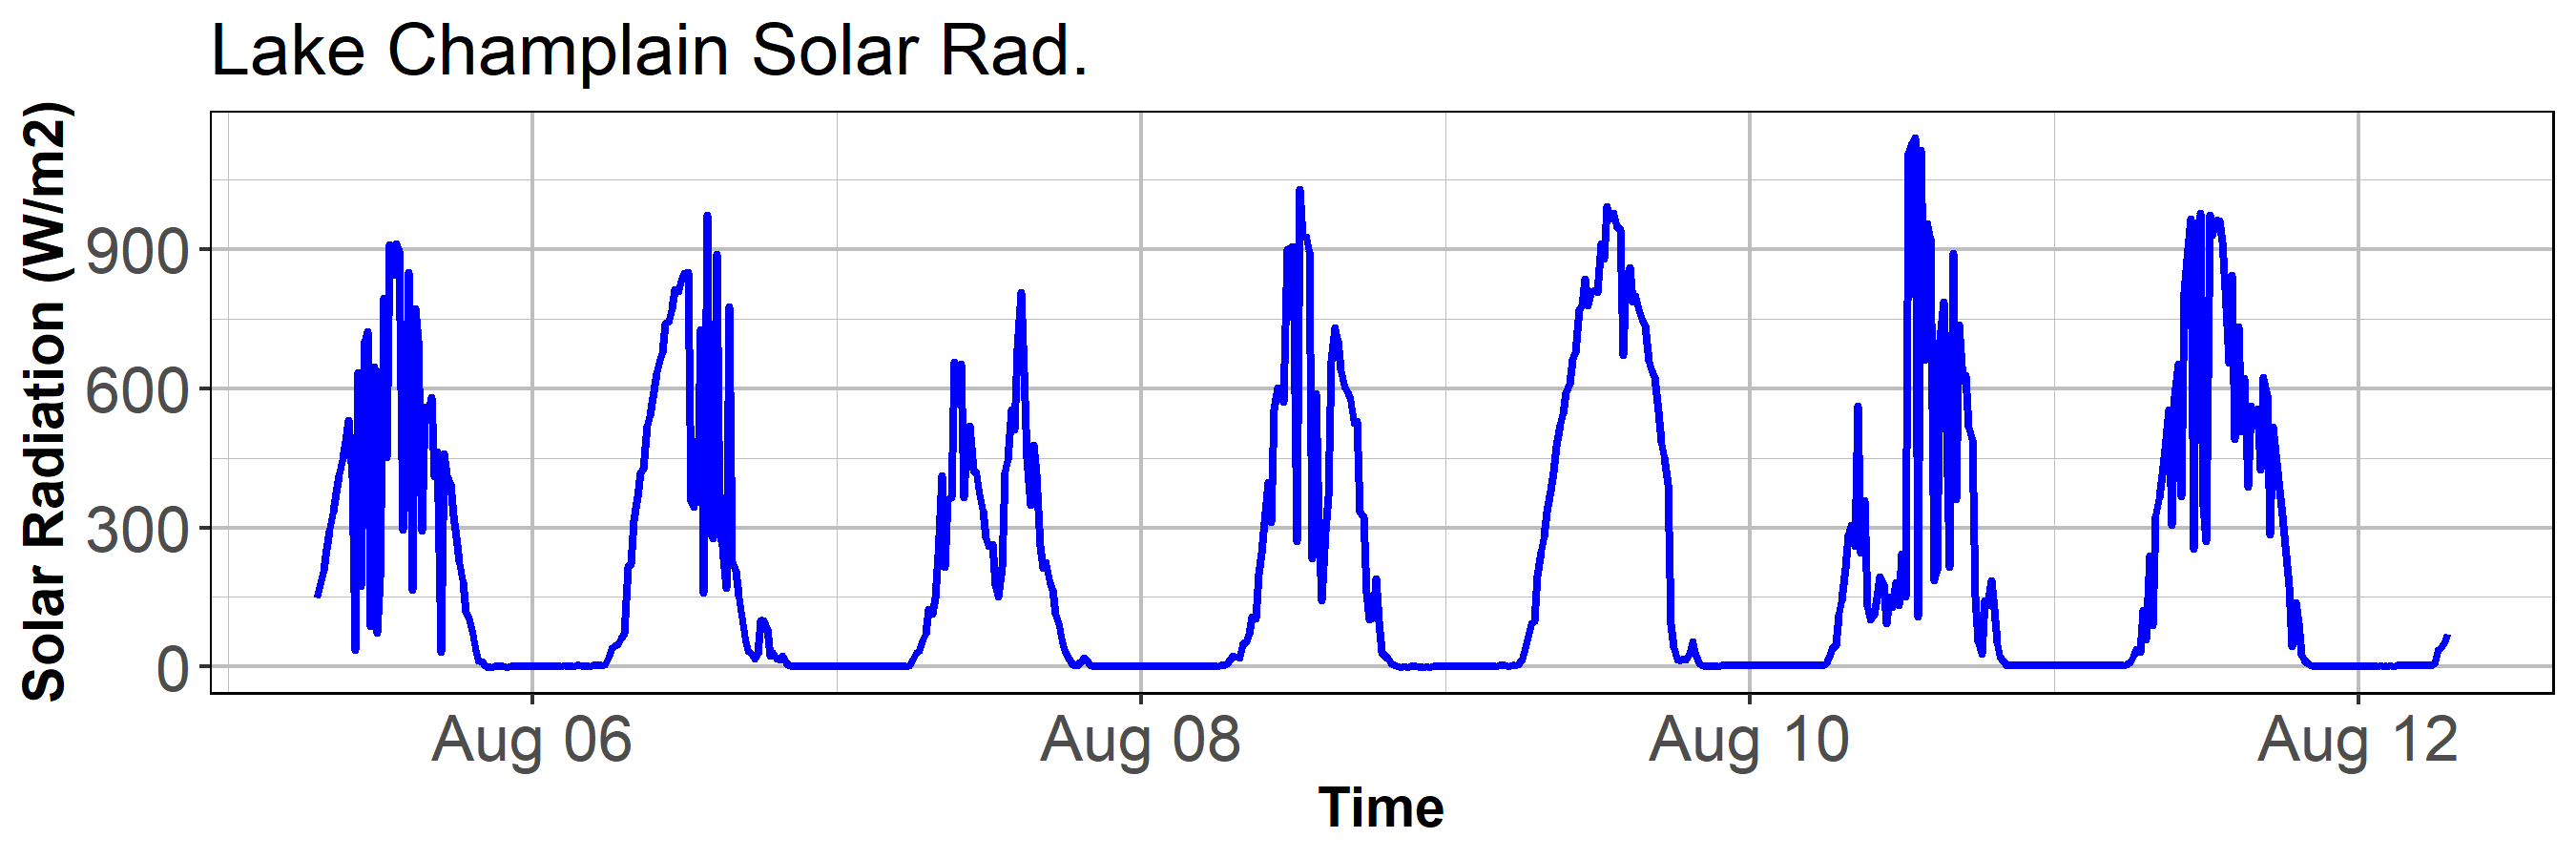 Lake Champlain Solar Rad.
Solar Radiation (W/m2)
900
600
300
0
Aug 06 Aug 08 Aug 10 Aug 12
Time